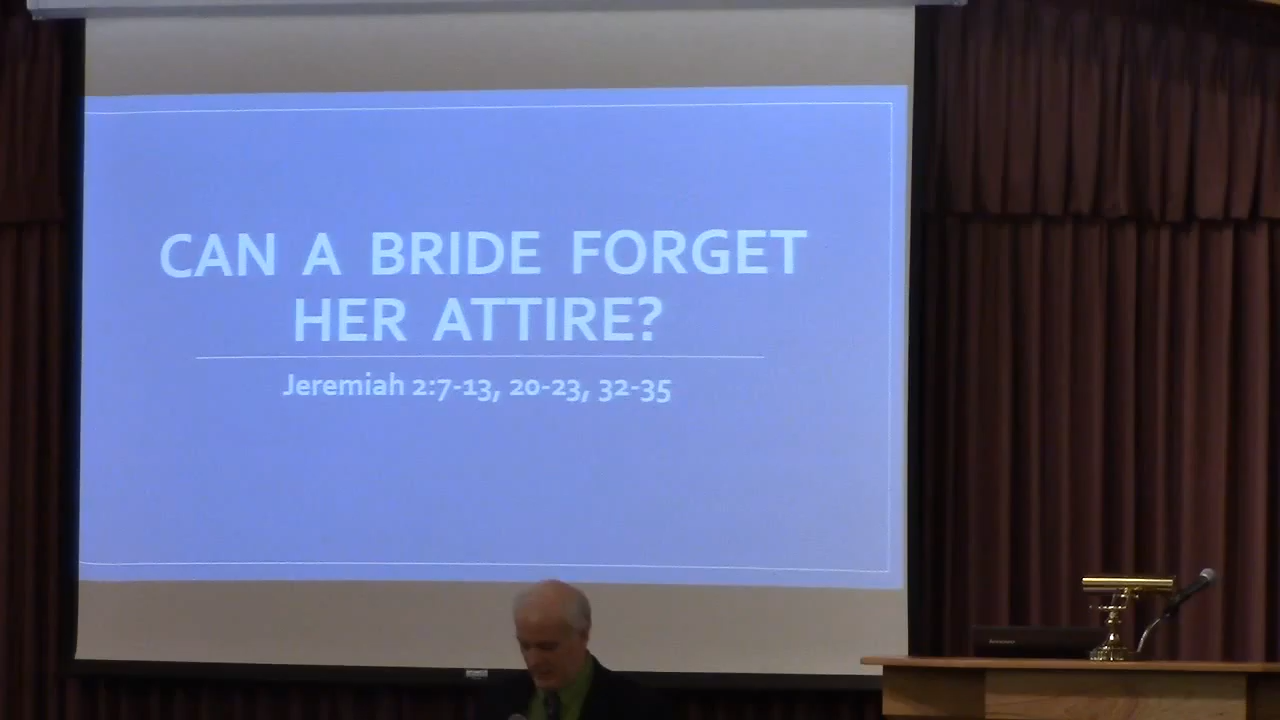 CAN A BRIDE FORGET
HER ATTIRE?
Jeremiah 2:7-13, 20-23, 32-35